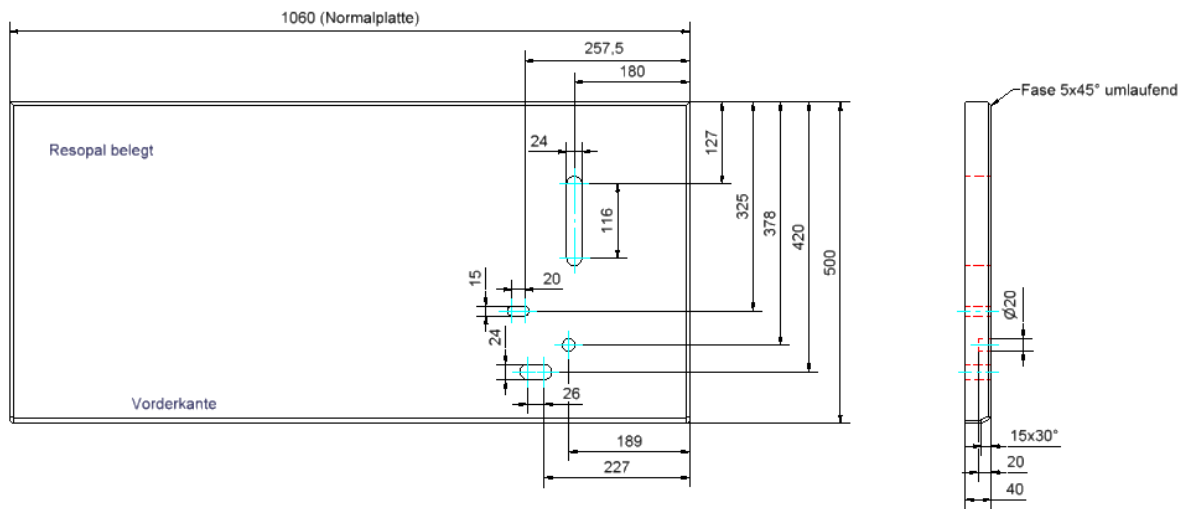 1060 (Normalplatte)
257,5
180
Fase 5x45° umlaufend
Resopal belegt
24
127
116
325
378
420
500
15
20
Ø20
24
Vorderkante
26
15x30°
189
20
227
40